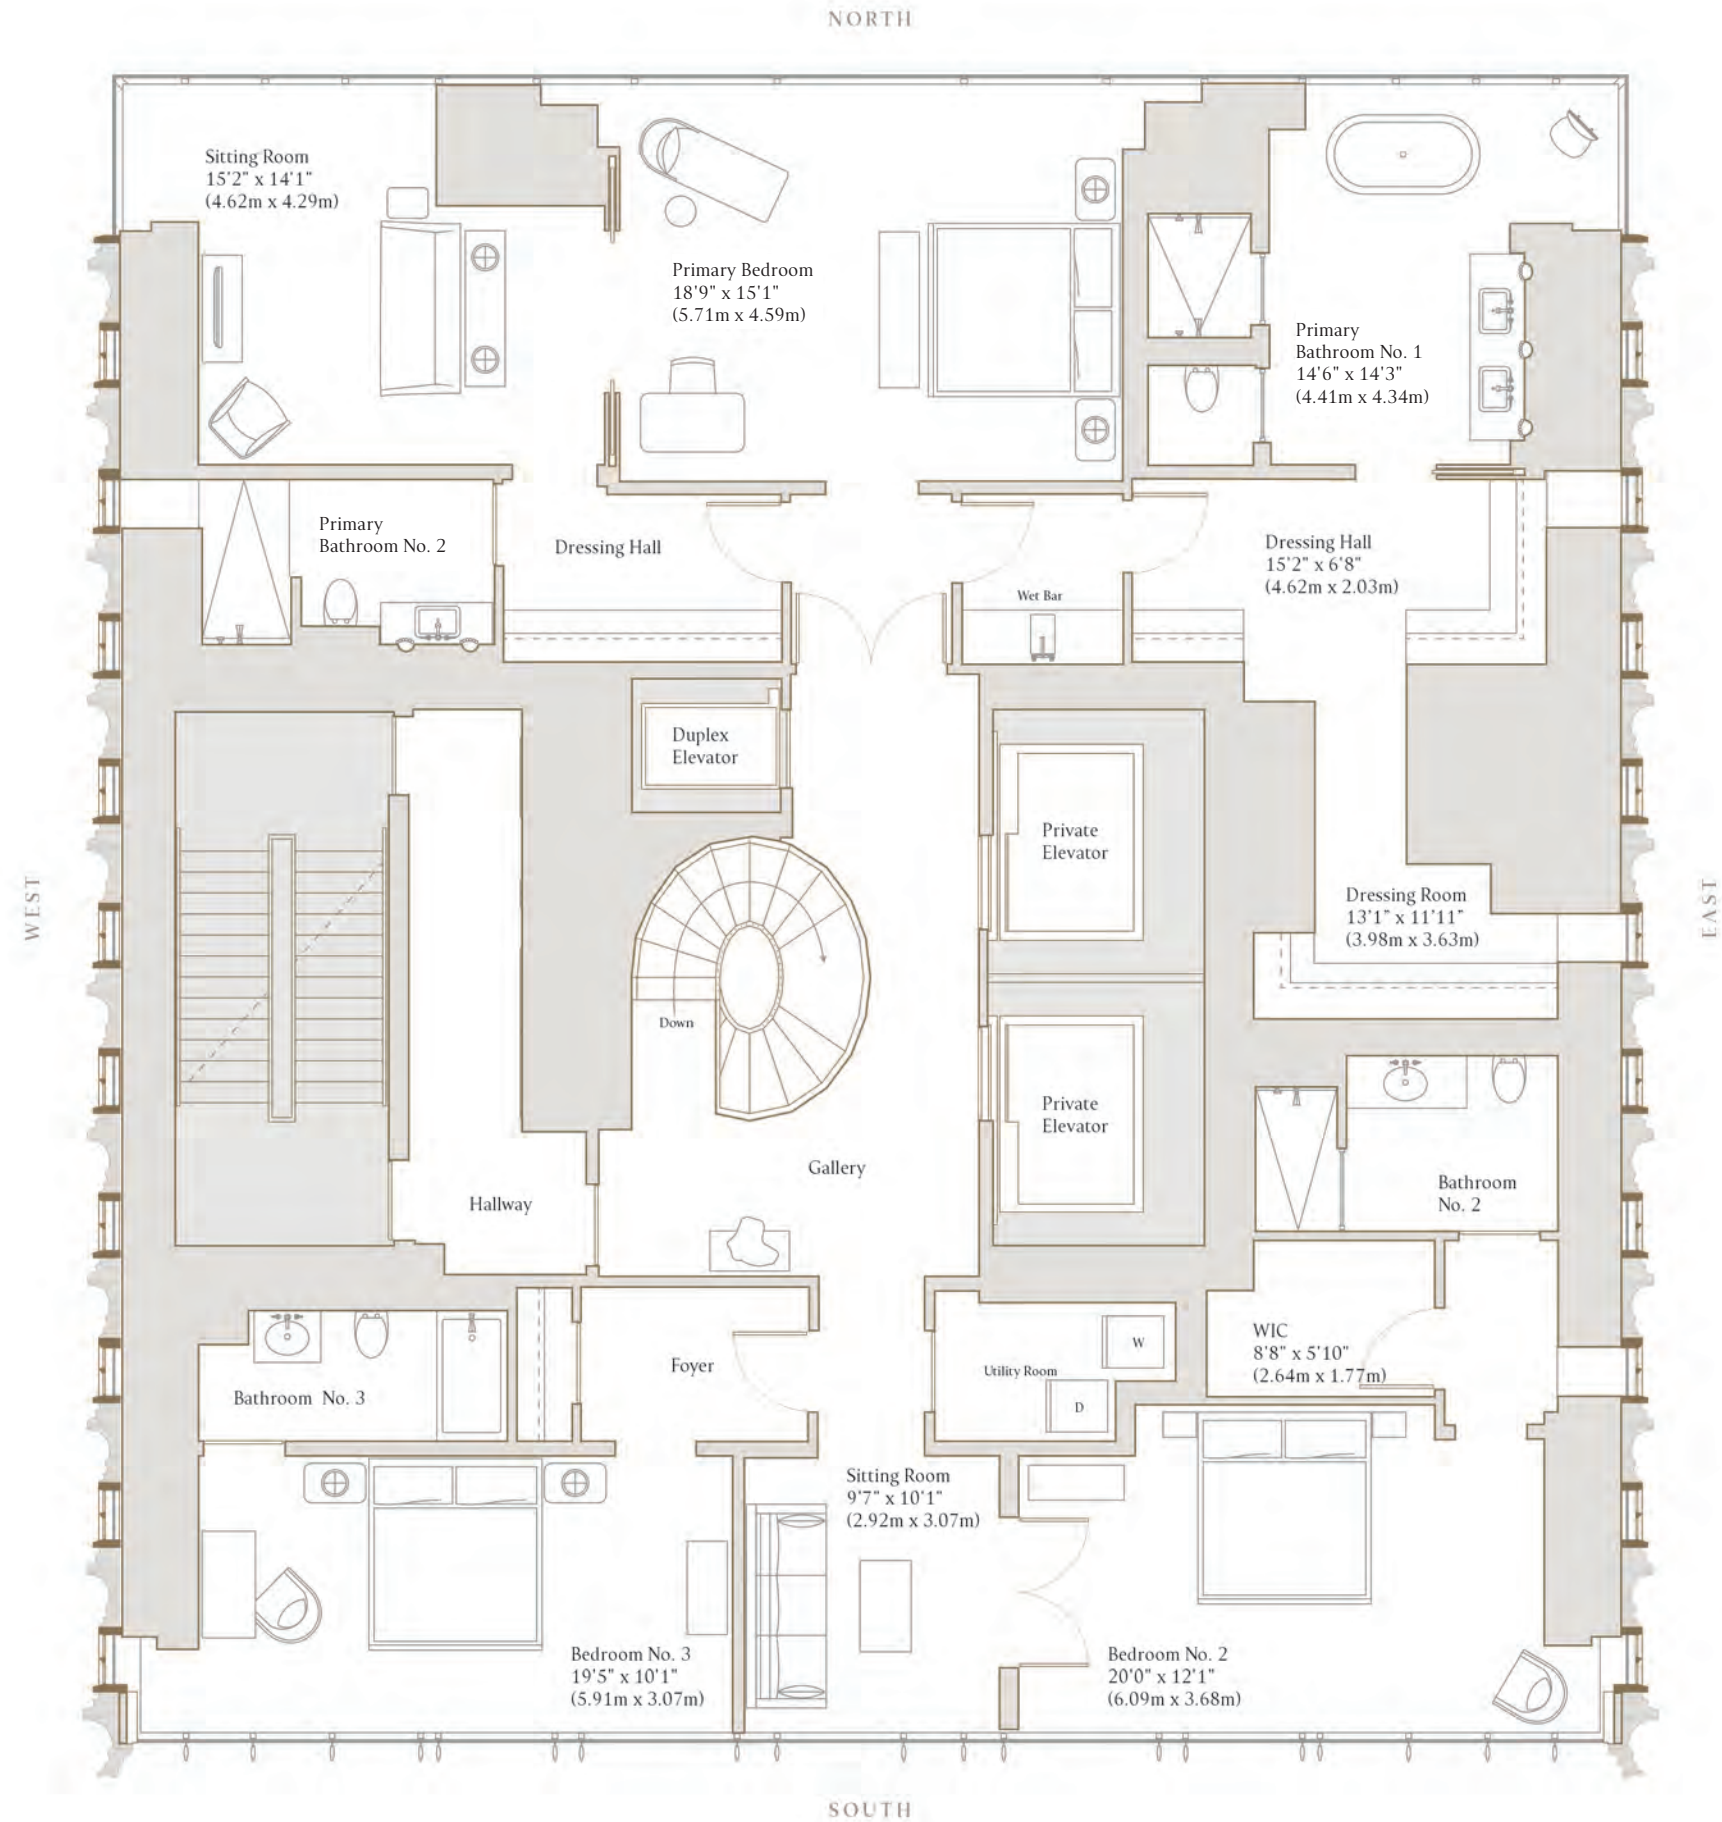 NORTH
Sitting Room
15'2" x 14'1"
(4.62m x 4.29m)
Primary Bedroom
18'9" x 15'1"
(5.71m x 4.59m)
Primary
Bathroom No. 1
14'6" x 14'3"
(4.41m x 4.34m)
Primary
Bathroom No. 2
Dressing Hall
Wet Bar
Dressing Hall
15'2" x 6'8"
(4.62m x 2.03m)
Duplex
Elevator
Private
Elevator
WEST
EAST
Dressing Room
13'1" x 11'11"
(3.98m x 3.63m)
Down
Private
Elevator
Gallery
Hallway
Bathroom
No. 2
Bathroom No. 3
Foyer
Utility Room
W
D
WIC
8'8" x 5'10"
(2.64m x 1.77m)
Sitting Room
9'7" x 10'1"
(2.92m x 3.07m)
Bedroom No. 3
19'5" x 10'1"
(5.91m x 3.07m)
Bedroom No. 2
20'0" x 12'1"
(6.09m x 3.68m)
SOUTH